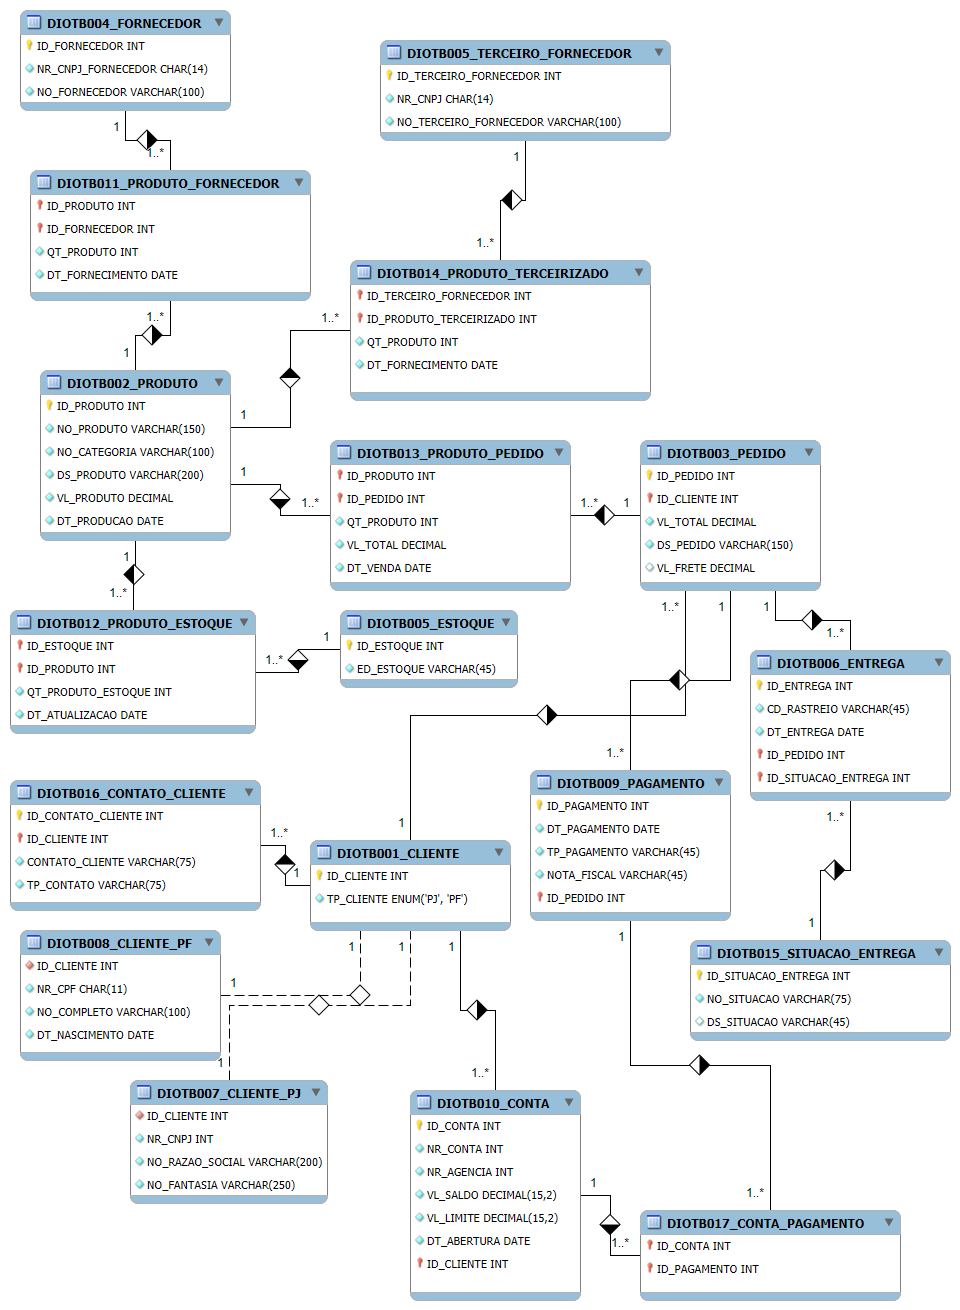 DIOTB004_FORNECEDOR
ID_FORNECEDOR INT
NR_CNPJ_FORNECEDOR CHAR(14)
NO_FORNECEDOR VARCHAR(100)
1
1..*
DIOTB005_TERCEIRO_FORNECEDOR
ID_TERCEIRO_FORNECEDOR INT
NR_CNPJ CHAR(14)
NO_TERCEIRO_FORNECEDOR VARCHAR(100)
1
1..*
DIOTB011_PRODUTO_FORNECEDOR
ID_PRODUTO INT
ID_FORNECEDOR INT
QT_PRODUTO INT
DT_FORNECIMENTO DATE
1..*
1
DIOTB014_PRODUTO_TERCEIRIZADO
ID_TERCEIRO_FORNECEDOR INT
ID_PRODUTO_TERCEIRIZADO INT
QT_PRODUTO INT
DT_FORNECIMENTO DATE
1..*
1
DIOTB002_PRODUTO
ID_PRODUTO INT
NO_PRODUTO VARCHAR(150)
NO_CATEGORIA VARCHAR(100)
DS_PRODUTO VARCHAR(200)
VL_PRODUTO DECIMAL
DT_PRODUCAO DATE
1
1..*
1
1..*
DIOTB013_PRODUTO_PEDIDO
ID_PRODUTO INT
ID_PEDIDO INT
QT_PRODUTO INT
VL_TOTAL DECIMAL
DT_VENDA DATE
1..*
1
DIOTB003_PEDIDO
ID_PEDIDO INT
ID_CLIENTE INT
VL_TOTAL DECIMAL
DS_PEDIDO VARCHAR(150)
VL_FRETE DECIMAL
1..*
1
1
1..*
DIOTB012_PRODUTO_ESTOQUE
ID_ESTOQUE INT
ID_PRODUTO INT
QT_PRODUTO_ESTOQUE INT
DT_ATUALIZACAO DATE
1..*
1
DIOTB005_ESTOQUE
ID_ESTOQUE INT
ED_ESTOQUE VARCHAR(45)
DIOTB006_ENTREGA
ID_ENTREGA INT
CD_RASTREIO VARCHAR(45)
DT_ENTREGA DATE
ID_PEDIDO INT
ID_SITUACAO_ENTREGA INT
1..*
1
1..*
DIOTB009_PAGAMENTO
ID_PAGAMENTO INT
DT_PAGAMENTO DATE
TP_PAGAMENTO VARCHAR(45)
NOTA_FISCAL VARCHAR(45)
ID_PEDIDO INT
1
DIOTB016_CONTATO_CLIENTE
ID_CONTATO_CLIENTE INT
ID_CLIENTE INT
CONTATO_CLIENTE VARCHAR(75)
TP_CONTATO VARCHAR(75)
1..*
1
1
DIOTB001_CLIENTE
ID_CLIENTE INT
TP_CLIENTE ENUM('PJ', 'PF')
1
1
1
DIOTB008_CLIENTE_PF
ID_CLIENTE INT
NR_CPF CHAR(11)
NO_COMPLETO VARCHAR(100)
DT_NASCIMENTO DATE
1
1
DIOTB015_SITUACAO_ENTREGA
ID_SITUACAO_ENTREGA INT
NO_SITUACAO VARCHAR(75)
DS_SITUACAO VARCHAR(45)
DIOTB007_CLIENTE_PJ
ID_CLIENTE INT
NR_CNPJ INT
NO_RAZAO_SOCIAL VARCHAR(200)
NO_FANTASIA VARCHAR(250)
1..*
DIOTB010_CONTA
ID_CONTA INT
NR_CONTA INT
NR_AGENCIA INT
VL_SALDO DECIMAL(15,2)
VL_LIMITE DECIMAL(15,2)
DT_ABERTURA DATE
ID_CLIENTE INT
1
1..*
1..*
DIOTB017_CONTA_PAGAMENTO
ID_CONTA INT
ID_PAGAMENTO INT